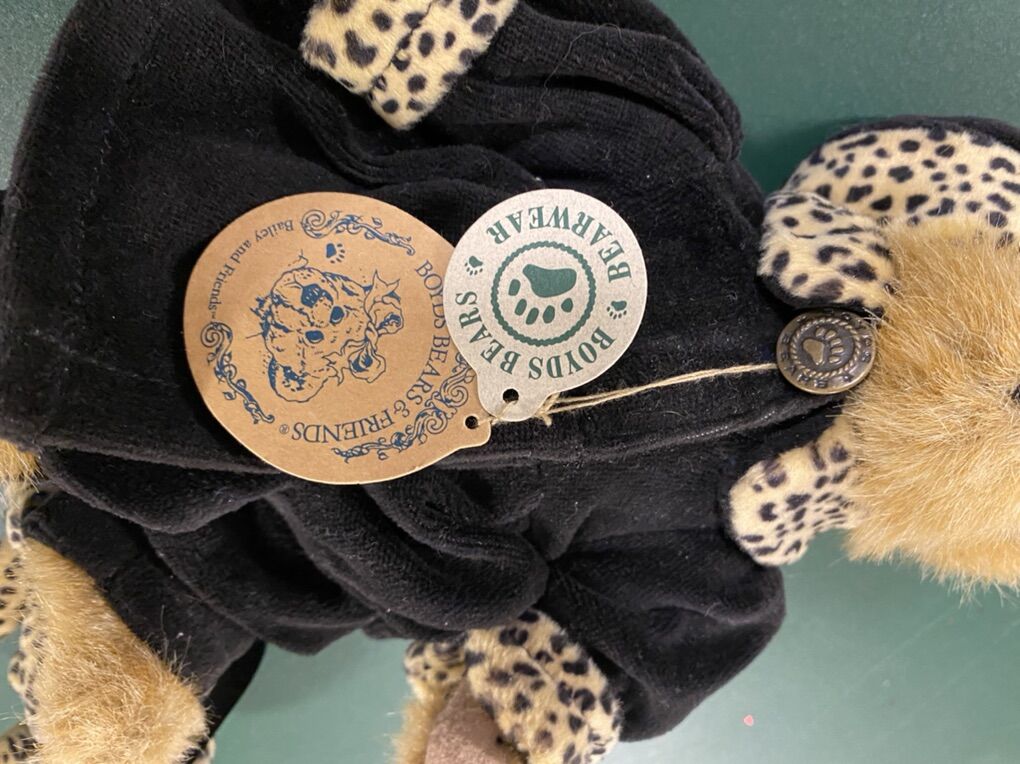 BOYDS BEARS & FRIENDS®
Bailey and Friends™
BOYDS BEARS
BEARWEAR